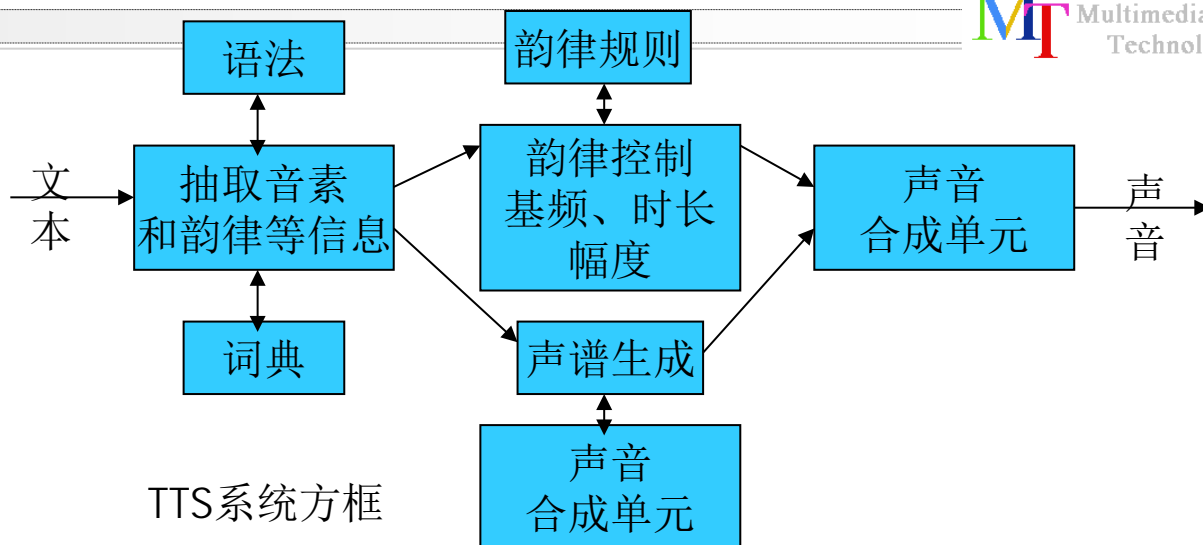 MT Multimedia
Technol
语法
韵律规则
文
本
抽取音素
和韵律等信息
韵律控制
基频、时长
幅度
声音
合成单元
声
音
词典
声谱生成
声音
合成单元
TTS系统方框